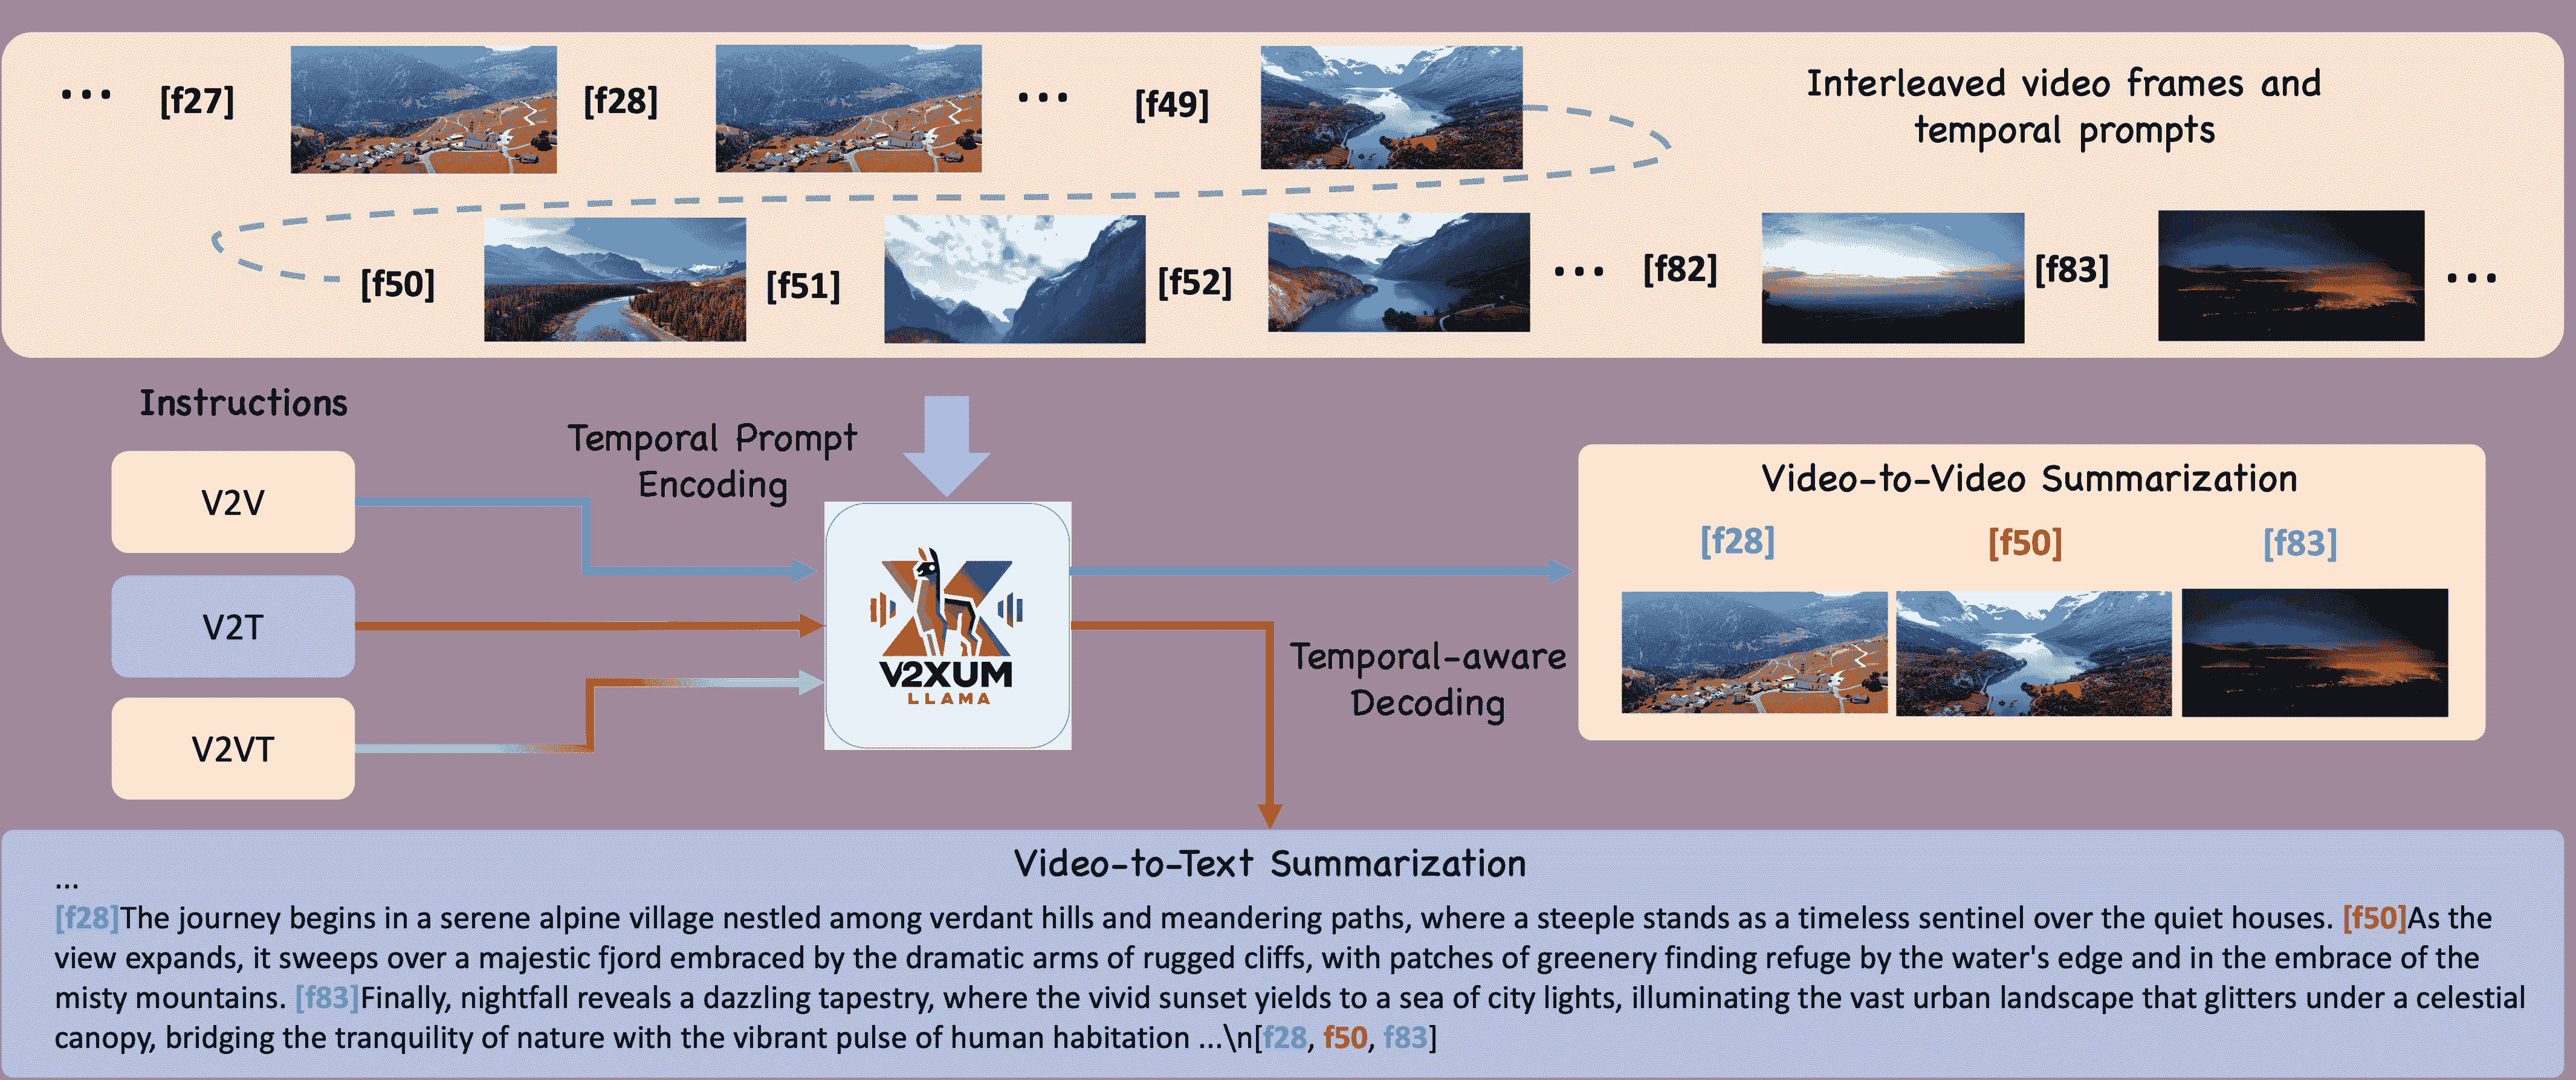 ... [f27] [f28] ... [f49]
Interleaved video frames and
temporal prompts
[f50] [f51] [f52] ... [f82] [f83] ...
Instructions
Temporal Prompt
Encoding
V2V
V2T
V2VT
V2XUM
LLAMA
Temporal-aware
Decoding
Video-to-Video Summarization
[f28] [f50] [f83]
Video-to-Text Summarization
...
[f28]The journey begins in a serene alpine village nestled among verdant hills and meandering paths, where a steeple stands as a timeless sentinel over the quiet houses. [f50]As the
view expands, it sweeps over a majestic fjord embraced by the dramatic arms of rugged cliffs, with patches of greenery finding refuge by the water's edge and in the embrace of the
misty mountains. [f83]Finally, nightfall reveals a dazzling tapestry, where the vivid sunset yields to a sea of city lights, illuminating the vast urban landscape that glitters under a celestial
canopy, bridging the tranquility of nature with the vibrant pulse of human habitation ...\n[f28, f50, f83]